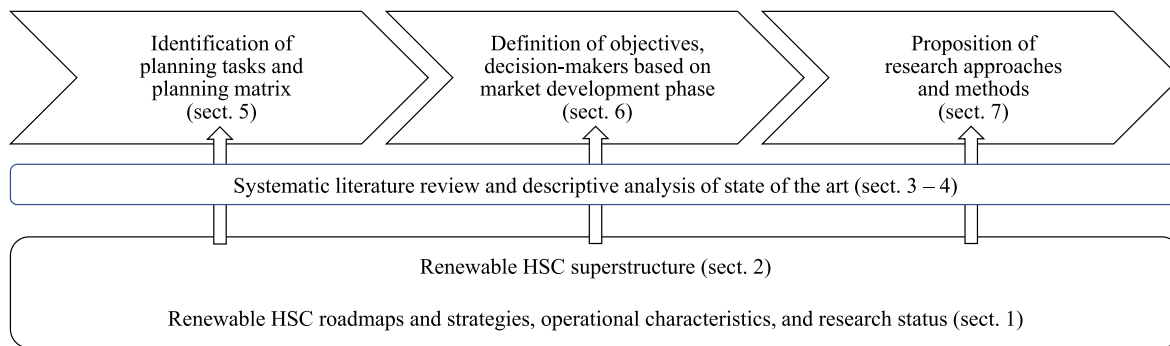 Identification of
planning tasks and
planning matrix
(sect. 5)
Definition of objectives,
decision-makers based on
market development phase
(sect. 6)
Proposition of
research approaches
and methods
(sect. 7)
Systematic literature review and descriptive analysis of state of the art (sect. 3 – 4)
Renewable HSC superstructure (sect. 2)
Renewable HSC roadmaps and strategies, operational characteristics, and research status (sect. 1)